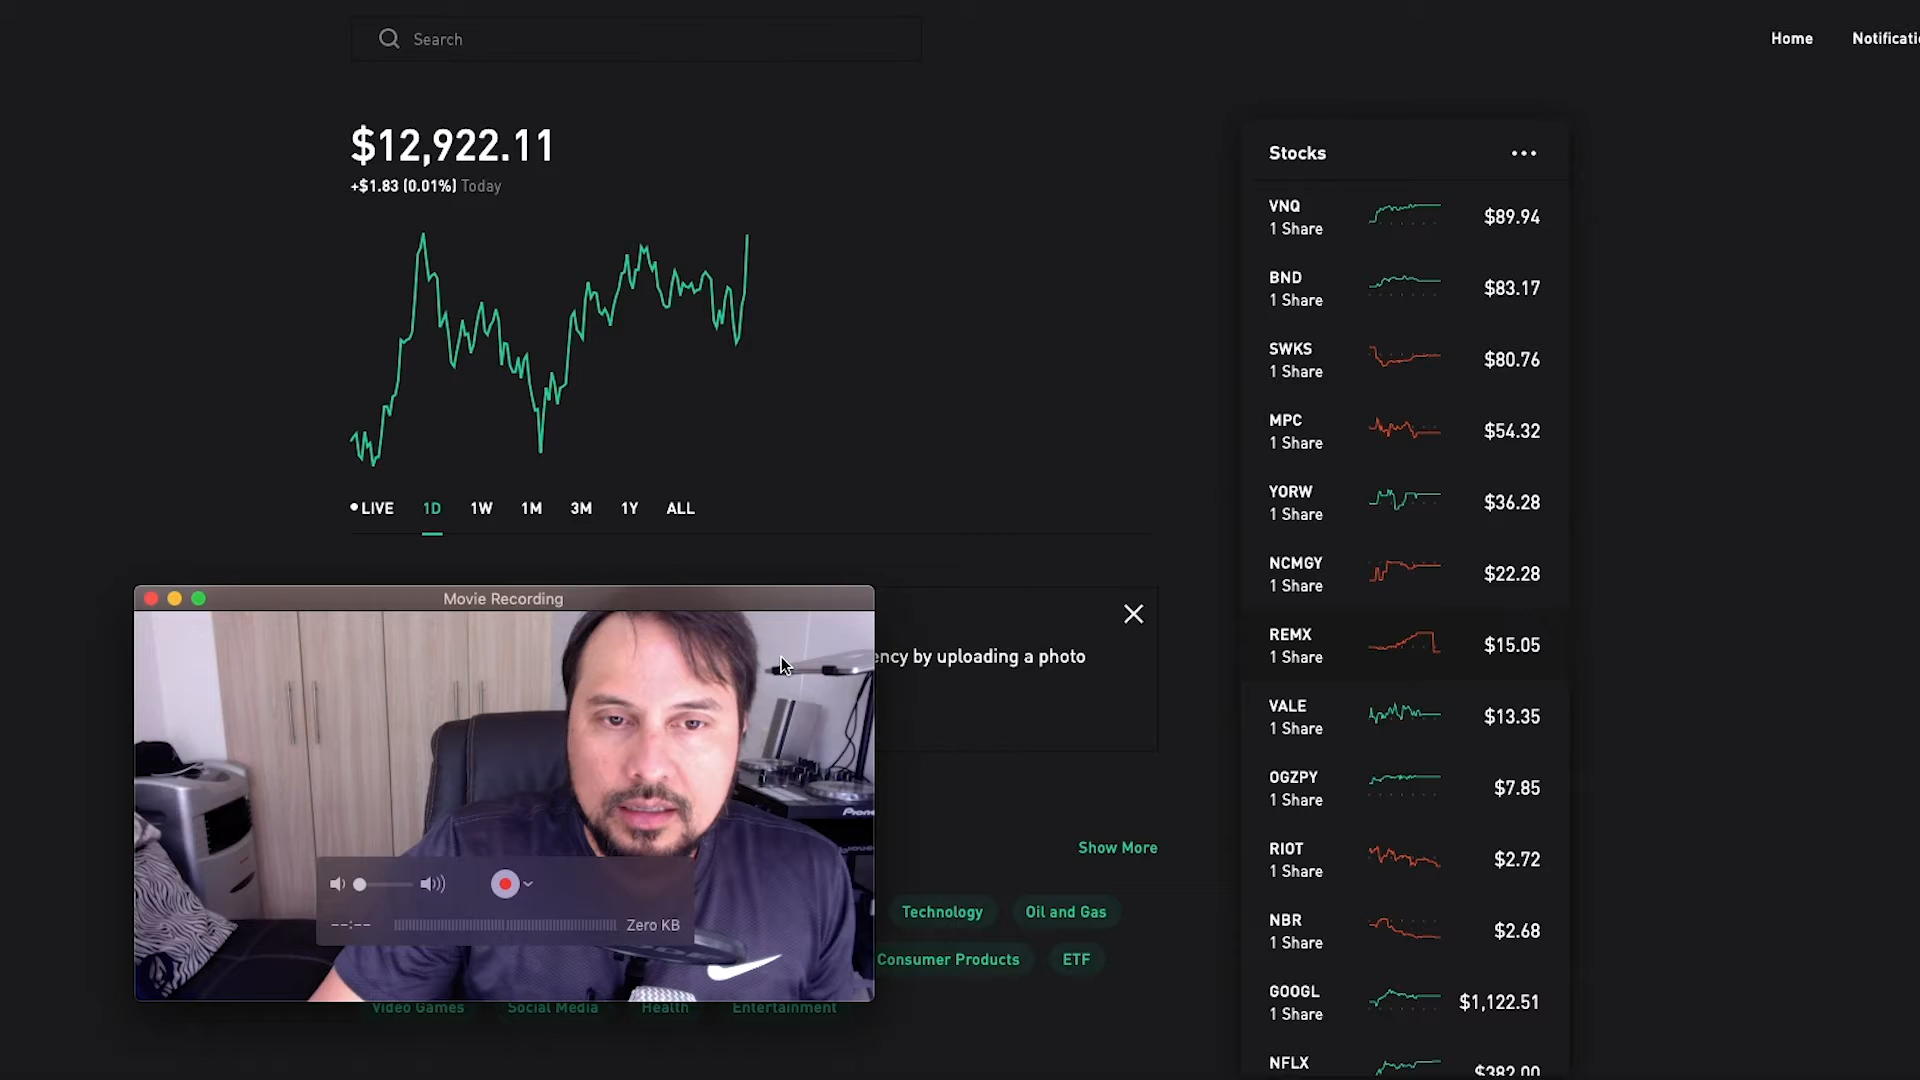 Search
Home
Notificati
$12,922.11
+$1.83 (0.01%) Today
LIVE
1D
1W
1M
3M
1Y
ALL
Stocks
VNQ
1 Share
$89.94
BND
1 Share
$83.17
SWKS
1 Share
$80.76
MPC
1 Share
$54.32
YORW
1 Share
$36.28
NCMGY
1 Share
$22.28
REMX
1 Share
$15.05
VALE
1 Share
$13.35
OGZPY
1 Share
$7.85
RIOT
1 Share
$2.72
NBR
1 Share
$2.68
GOOGL
1 Share
$1,122.51
NFLX
$382.00
Movie Recording
ency by uploading a photo
Pioneer
--:--
Zero KB
Show More
Technology
Oil and Gas
Consumer Products
ETF
Video Games
Social Media
Health
Entertainment